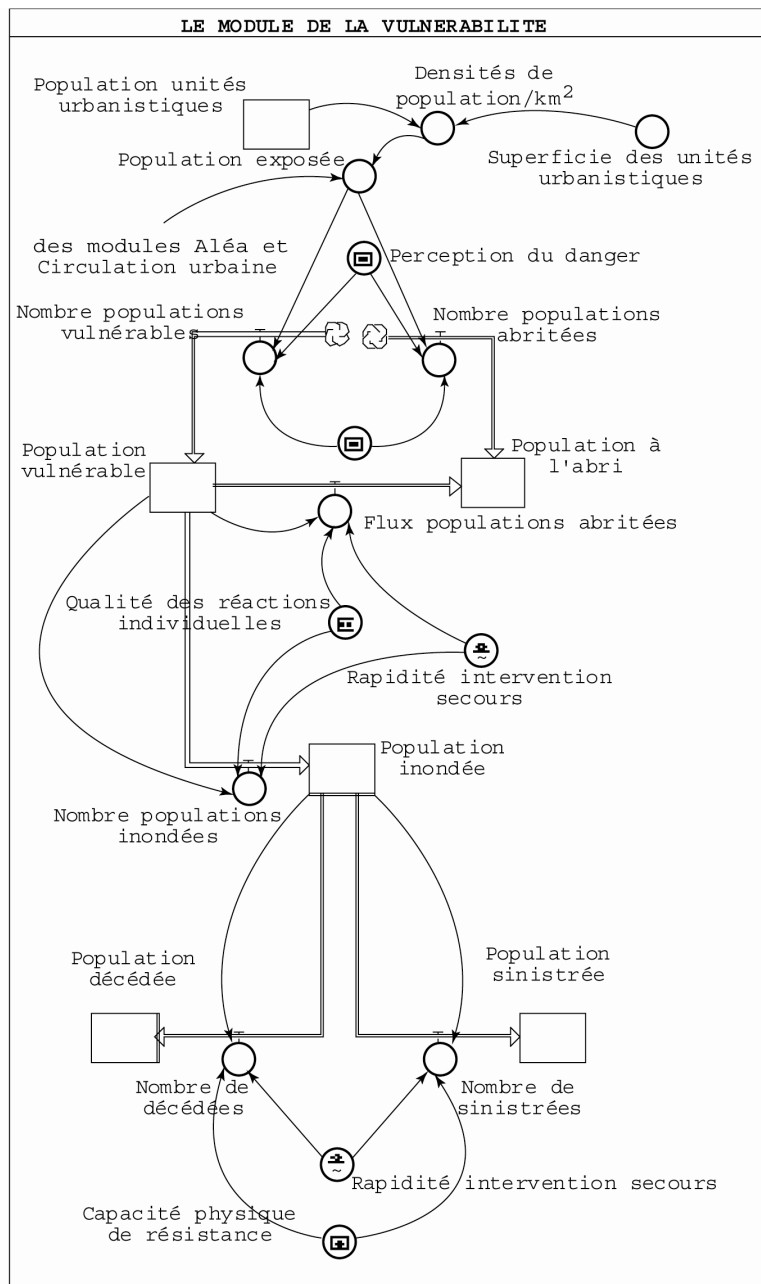 LE MODULE DE LA VULNERABILITE
Population unités
urbanistiques
Densités de
population/km²
Population exposée
Superficie des unités
urbanistiques
des modules Aléa et
Circulation urbaine
Perception du danger
Nombre populations
vulnérables
Nombre populations
abritées
Population
vulnérable
Population à
l'abri
Flux populations abritées
Qualité des réactions
individuelles
Rapidité intervention
secours
Population
inondée
Nombre populations
inondées
Population
décédée
Population
sinistrée
Nombre de
décédées
Nombre de
sinistrées
Rapidité intervention secours
Capacité physique
de résistance